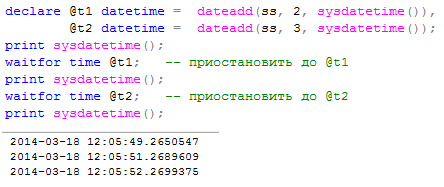 declare @t1 datetime = dateadd(ss, 2, sysdatetime()),
@t2 datetime = dateadd(ss, 3, sysdatetime());
print sysdatetime();
waitfor time @t1; -- приостановить до @t1
print sysdatetime();
waitfor time @t2; -- приостановить до @t2
print sysdatetime();
2014-03-18 12:05:49.2650547
2014-03-18 12:05:51.2689609
2014-03-18 12:05:52.2699375